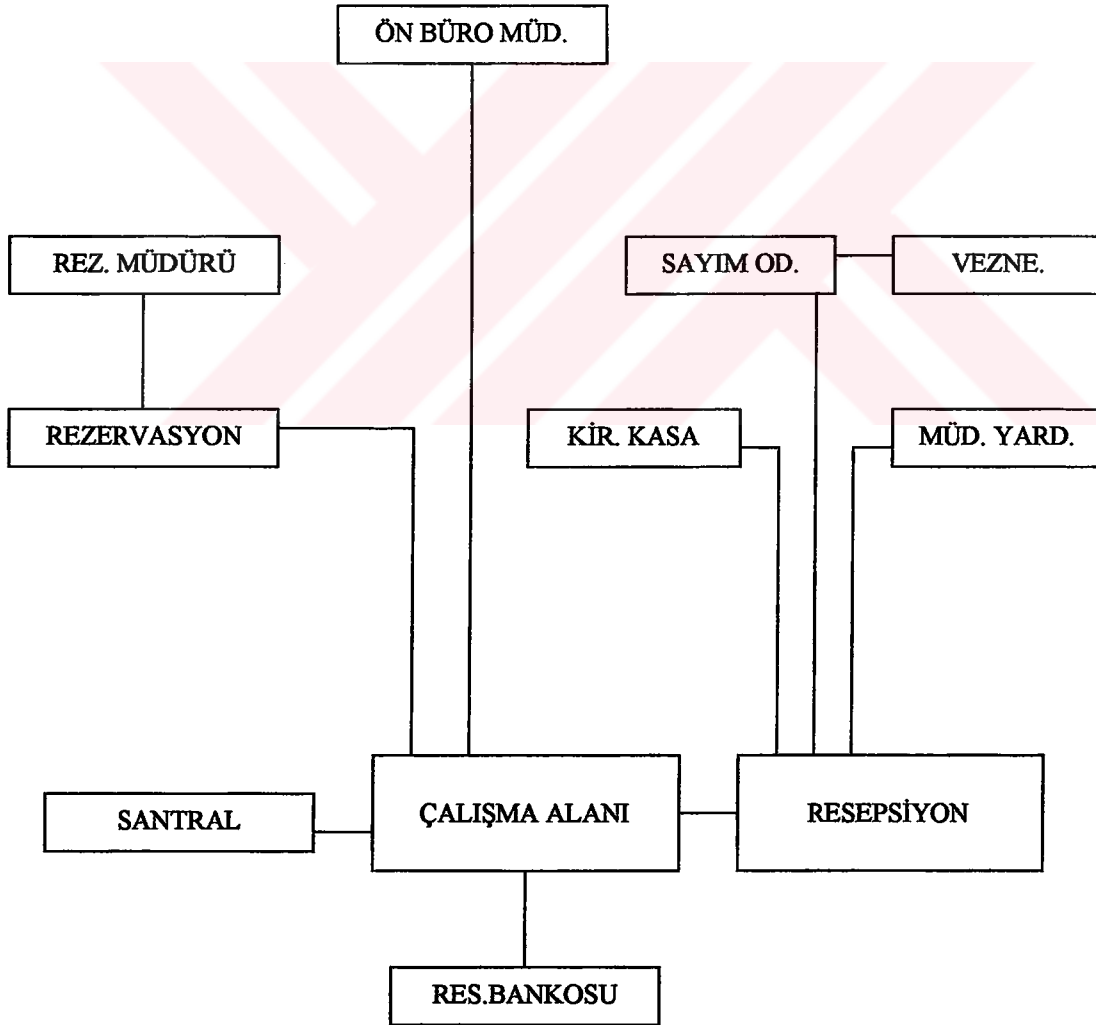 ÖN BÜRO MÜD.
REZ. MÜDÜRÜ
SAYIM OD.
VEZNE.
REZERVASYON
KİR. KASA
MÜD. YARD.
SANTRAL
ÇALIŞMA ALANI
RESEPSİYON
RES.BANKOSU